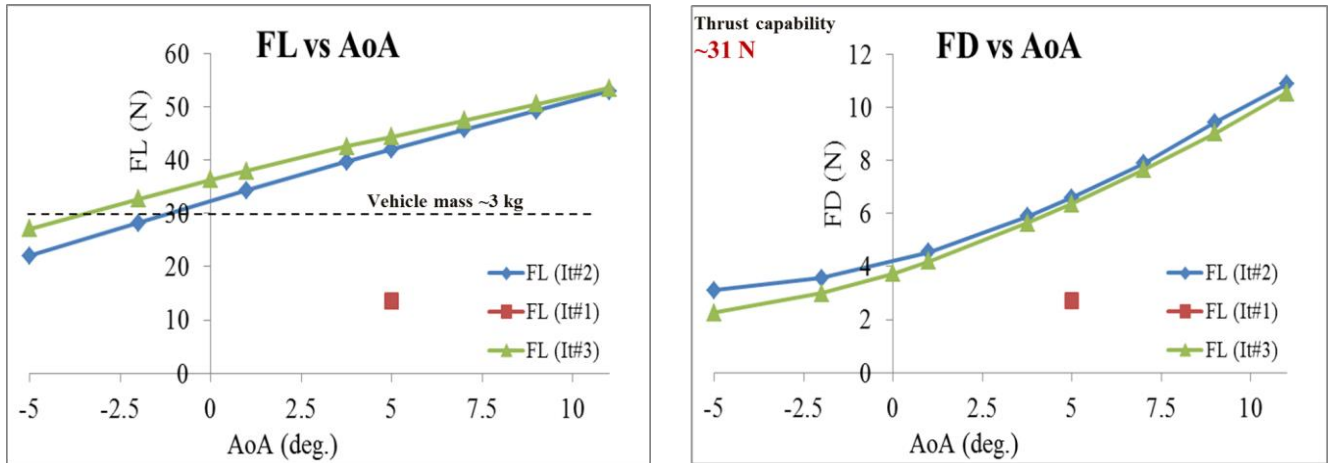 FL vs AoA
60
50
40
30
20
10
0
FL (N)
Vehicle mass ~3 kg
FL (It#2)
FL (It#1)
FL (It#3)
-5
-2.5
0
2.5
5
7.5
10
AoA (deg.)
Thrust capability
~31 N
FD vs AoA
12
10
8
6
4
2
0
FD (N)
FL (It#2)
FL (It#1)
FL (It#3)
-5
-2.5
0
2.5
5
7.5
10
AoA (deg.)